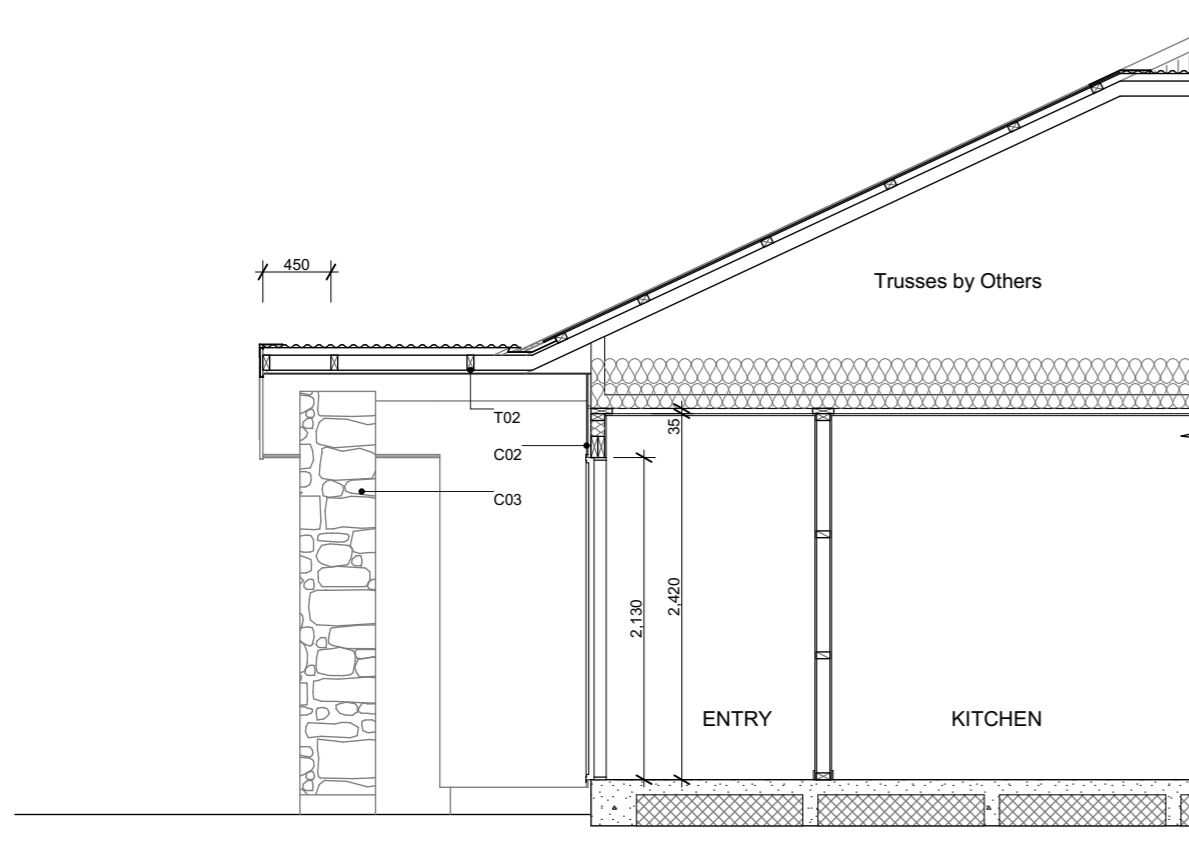 450
Trusses by Others
T02
35
C02
C03
2,130
2,420
ENTRY
KITCHEN